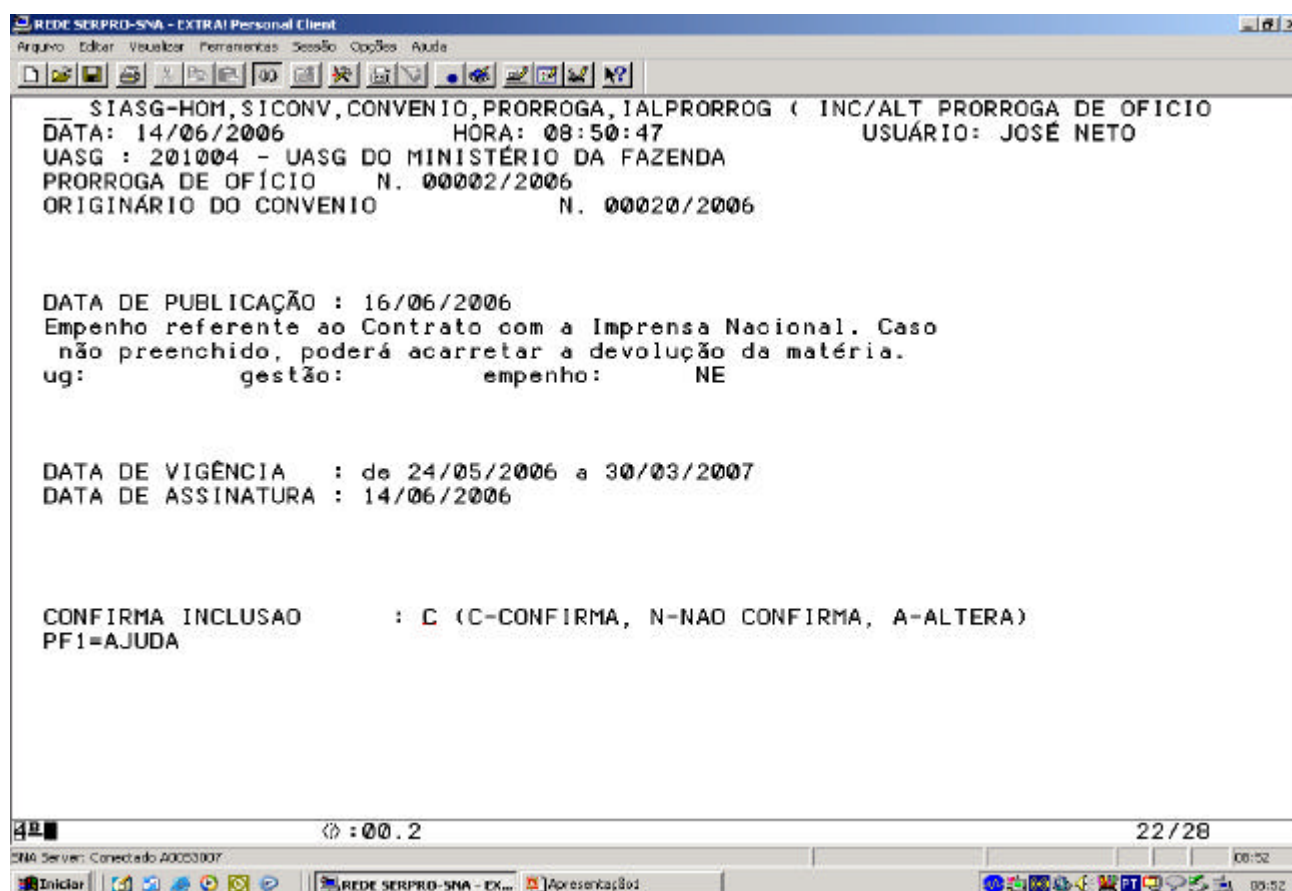 REDE SERPRO-SNA - EXTRA! Personal Client
Arquivo Editar Visualizar Ferramentas Sessão Opções Ajuda
__ SIASG-HOM,SICONV,CONVENIO,PRORROGA,IALPRORROG ( INC/ALT PRORROGA DE OFICIO
DATA: 14/06/2006 HORA: 08:50:47 USUÁRIO: JOSÉ NETO
UASG : 201004 - UASG DO MINISTÉRIO DA FAZENDA
PRORROGA DE OFÍCIO N. 00002/2006
ORIGINÁRIO DO CONVENIO N. 00020/2006
DATA DE PUBLICAÇÃO : 16/06/2006
Empenho referente ao Contrato com a Imprensa Nacional. Caso
não preenchido, poderá acarretar a devolução da matéria.
ug: gestão: empenho: NE
DATA DE VIGÊNCIA : de 24/05/2006 a 30/03/2007
DATA DE ASSINATURA : 14/06/2006
CONFIRMA INCLUSAO : C (C-CONFIRMA, N-NAO CONFIRMA, A-ALTERA)
PF1=AJUDA
:00.2 22/28
SNA Server: Conectado A0053007 08:52
Iniciar REDE SERPRO-SNA - EX... Apresentação1 PT 08:52